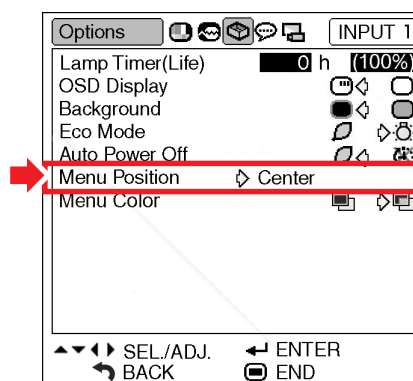 Options INPUT 1
Lamp Timer(Life) 0 h (100%)
OSD Display
Background
Eco Mode
Auto Power Off
Menu Position Center
Menu Color
SEL./ADJ. ENTER
BACK END